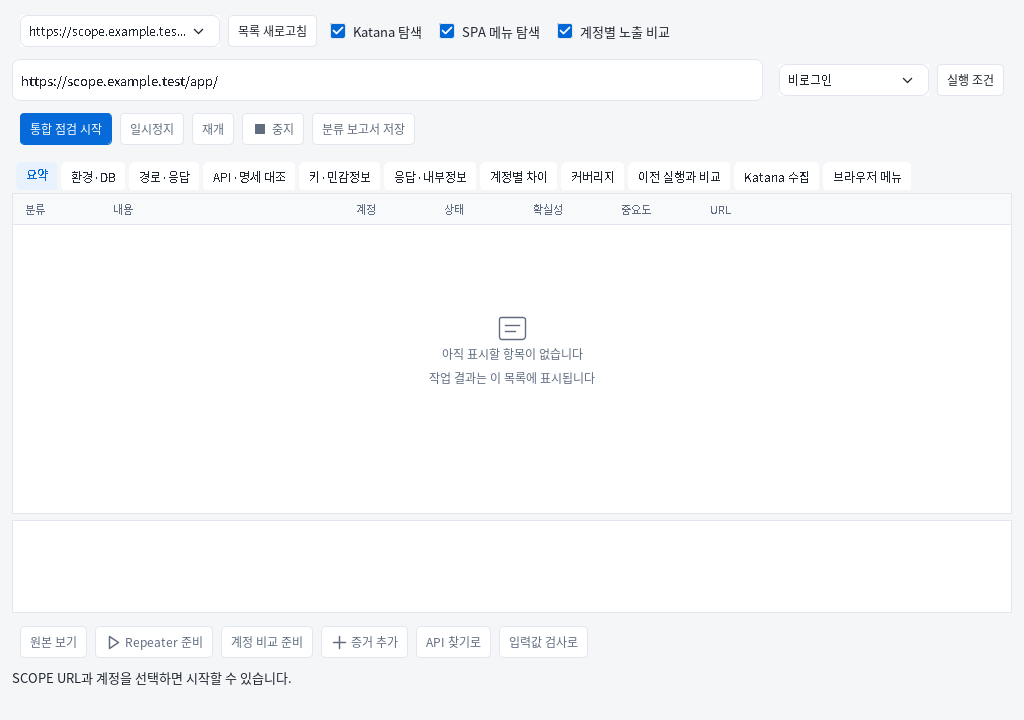 https://scope.example.tes... 목록 새로고침 Katana 탐색 SPA 메뉴 탐색 계정별 노출 비교
https://scope.example.test/app/ 비로그인 실행 조건
통합 점검 시작 일시정지 재개 중지 분류 보고서 저장
요약 환경·DB 경로·응답 API·명세 대조 키·민감정보 응답·내부정보 계정별 차이 커버리지 이전 실행과 비교 Katana 수집 브라우저 메뉴
분류 내용 계정 상태 확실성 중요도 URL
아직 표시할 항목이 없습니다
작업 결과는 이 목록에 표시됩니다
원본 보기 Repeater 준비 계정 비교 준비 증거 추가 API 찾기로 입력값 검사로
SCOPE URL과 계정을 선택하면 시작할 수 있습니다.